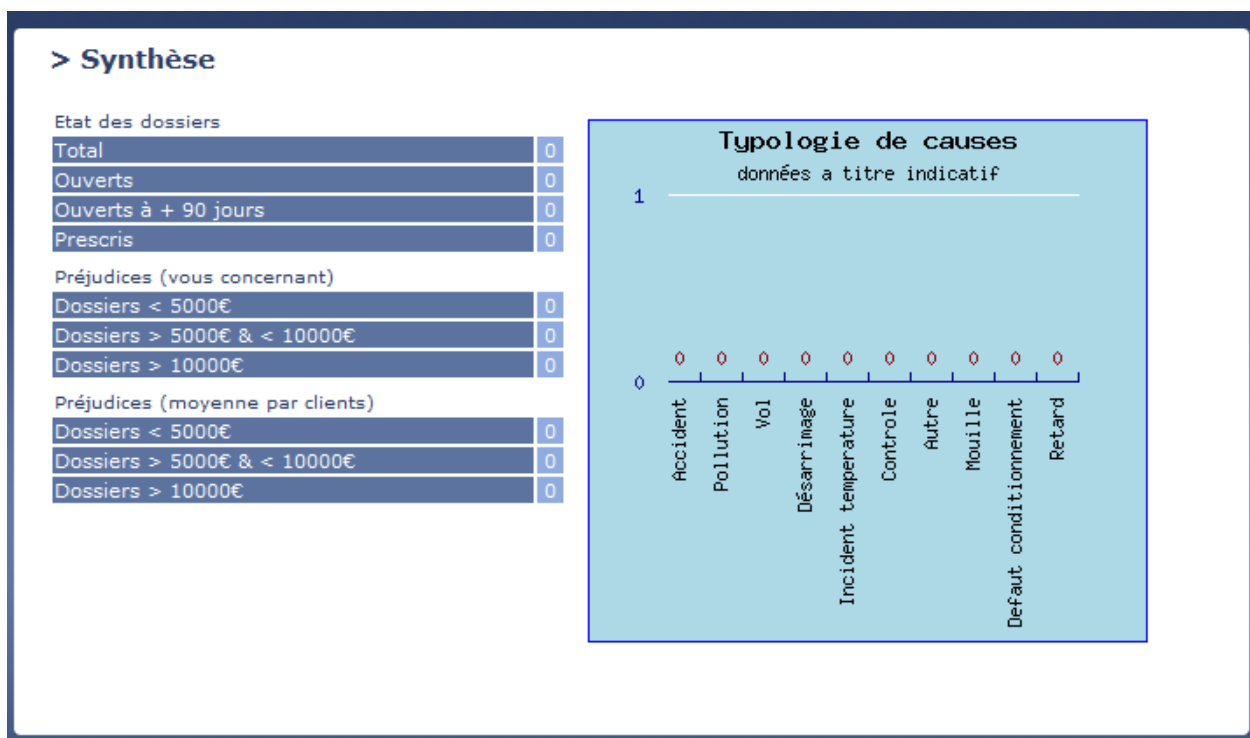 > Synthèse
Etat des dossiers
Total 0
Ouverts 0
Ouverts à + 90 jours 0
Prescris 0
Préjudices (vous concernant)
Dossiers < 5000€ 0
Dossiers > 5000€ & < 10000€ 0
Dossiers > 10000€ 0
Préjudices (moyenne par clients)
Dossiers < 5000€ 0
Dossiers > 5000€ & < 10000€ 0
Dossiers > 10000€ 0
Typologie de causes
données a titre indicatif
1
0 0 0 0 0 0 0 0 0 0
0
Accident
Pollution
Vol
Désarrimage
Incident temperature
Controle
Autre
Mouille
Defaut conditionnement
Retard